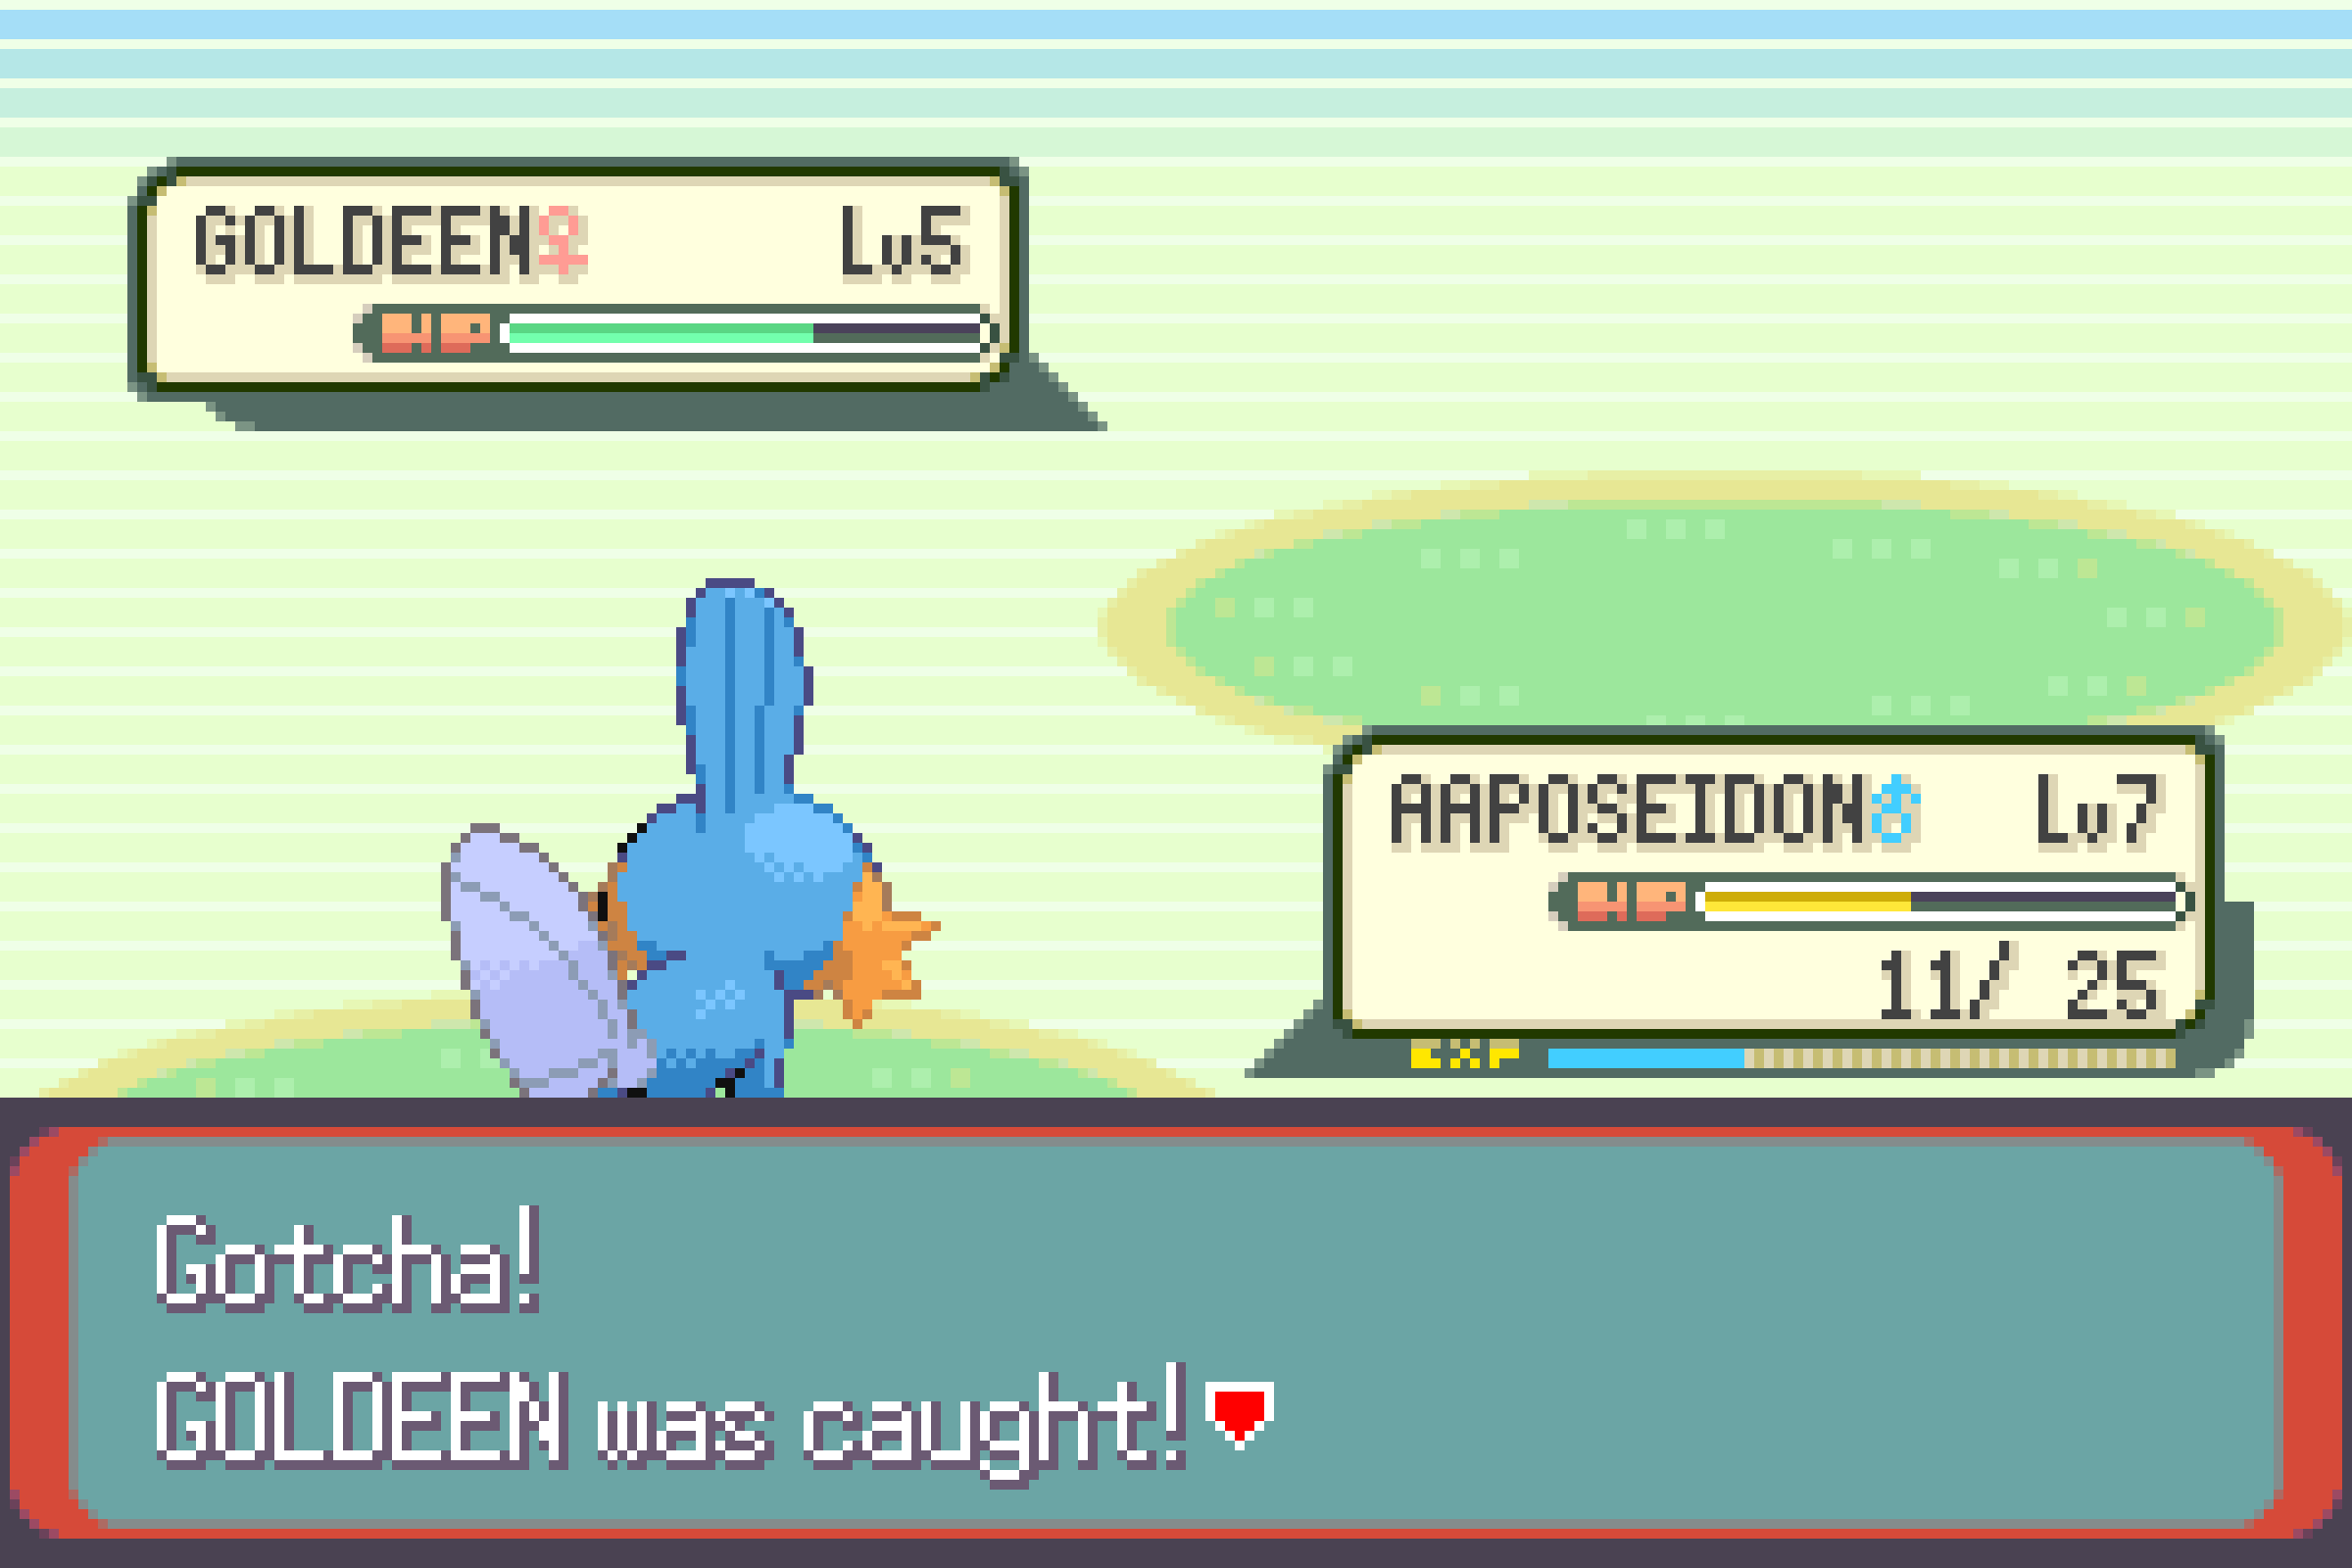 GOLDEEN♀ Lv5
HP
AAPOSEIDON♂ Lv7
HP
11/ 25
EXP
Gotcha!
GOLDEEN was caught!♥